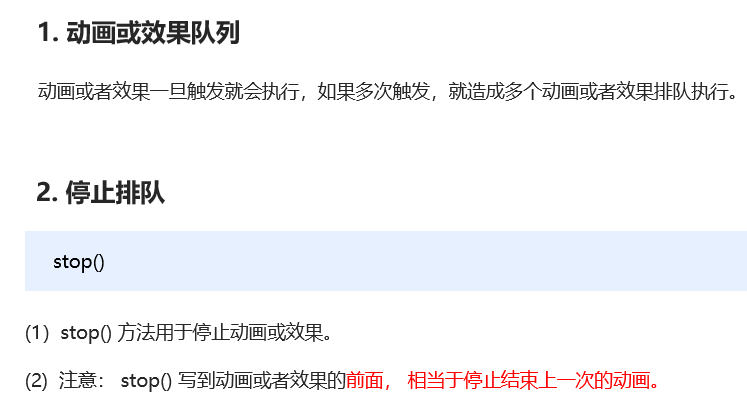 1. 动画或效果队列
动画或者效果一旦触发就会执行，如果多次触发，就造成多个动画或者效果排队执行。
2. 停止排队
stop()
(1）stop() 方法用于停止动画或效果。
(2）注意： stop() 写到动画或者效果的前面， 相当于停止结束上一次的动画。